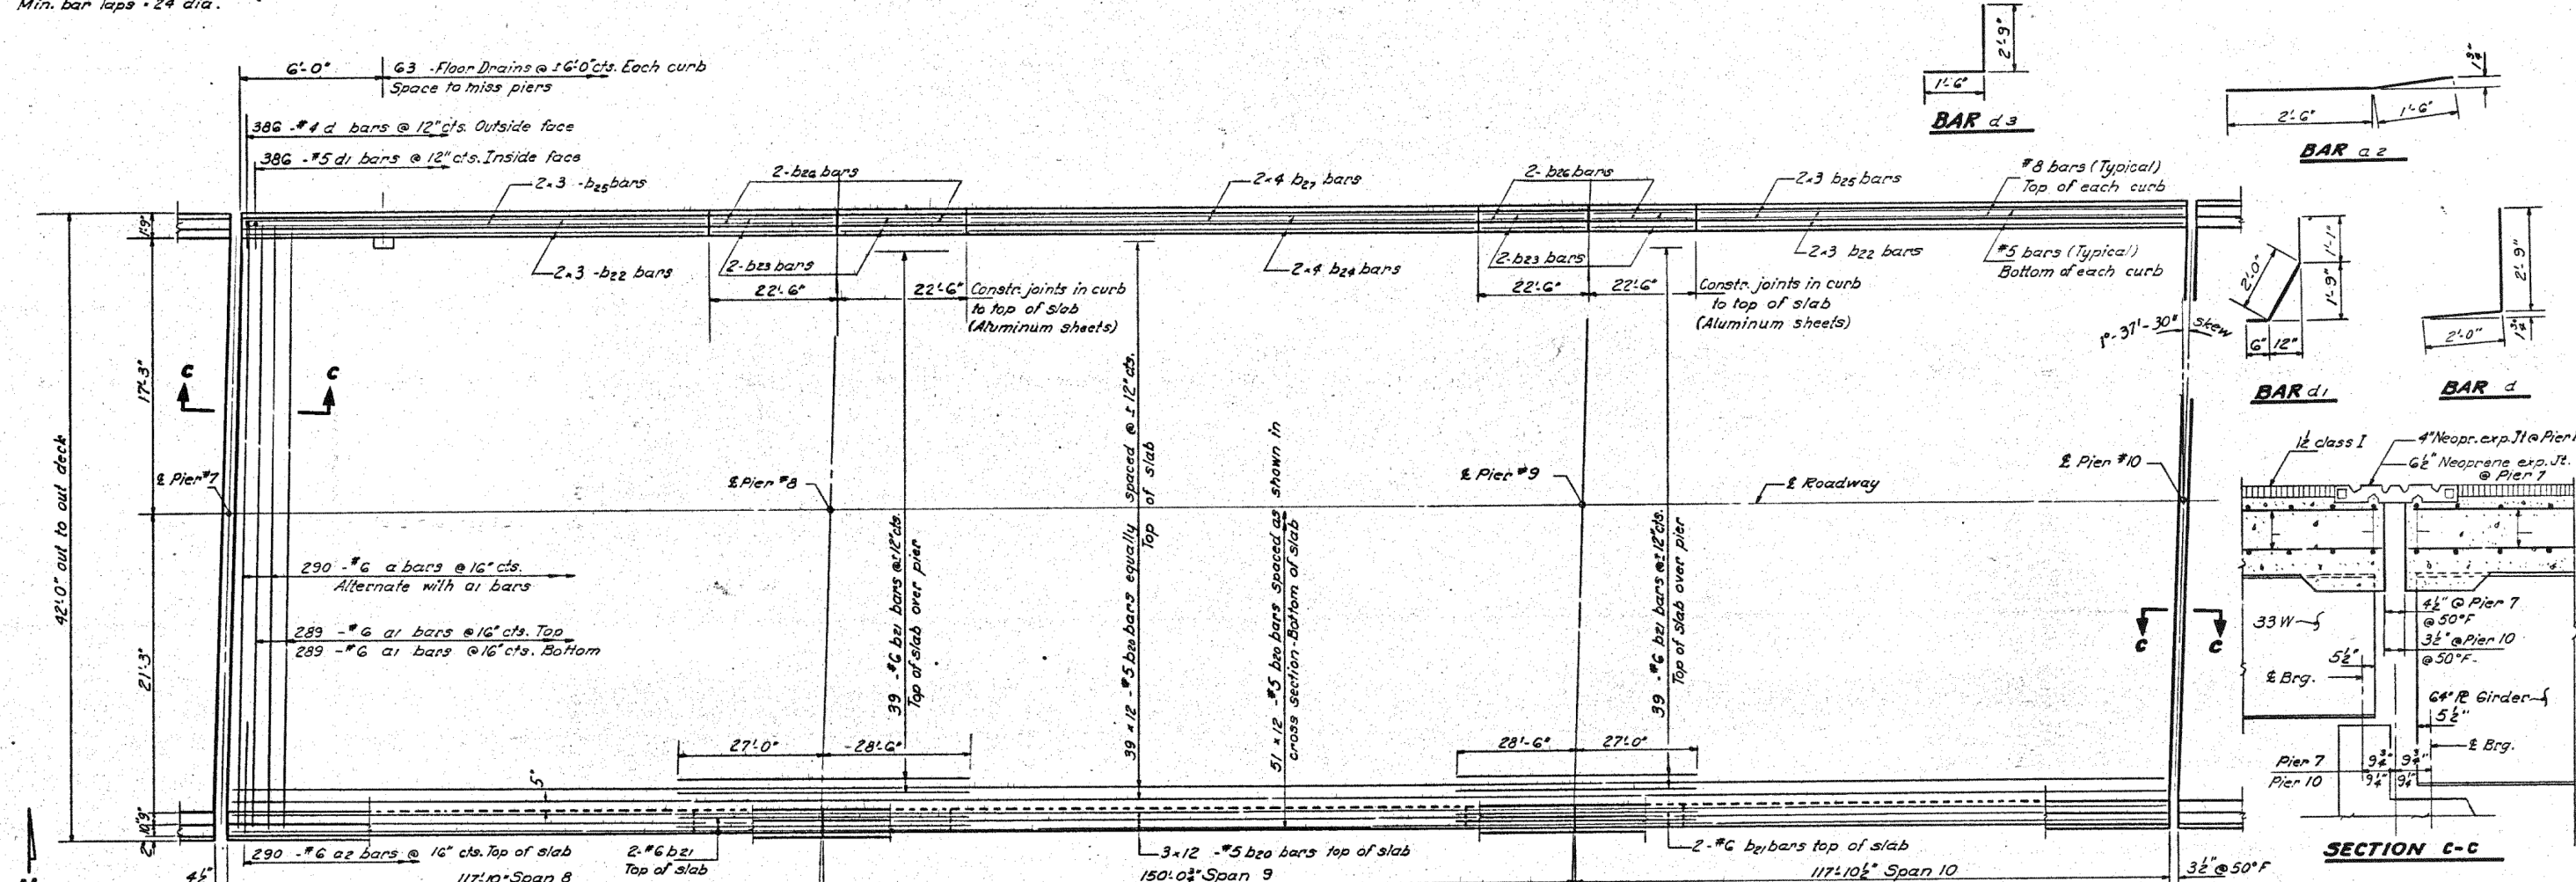 Min. bar laps = 24 dia.
6'-0"
63 -Floor Drains @ ±6'-0" cts. Each curb
Space to miss piers
386 -#4 d bars @ 12" cts. Outside face
386 -#5 d1 bars @ 12" cts. Inside face
2×3 -b25 bars
2-b26 bars
2×4 b27 bars
2- b26 bars
2×3 b25 bars
#8 bars (Typical)
Top of each curb
2×3 -b22 bars
2-b23 bars
2×4 b24 bars
2-b23 bars
2×3 b22 bars
#5 bars (Typical)
Bottom of each curb
22'-6"
22'-6"
Constr. joints in curb
to top of slab
(Aluminum sheets)
22'-6"
22'-6"
Constr. joints in curb
to top of slab
(Aluminum sheets)
1°-37'-30" skew
1'-9"
17'-3"
42'-0" out to out deck
21'-3"
C
C
℄ Pier #7
℄ Pier #8
℄ Pier #9
℄ Roadway
℄ Pier #10
290 -#6 a bars @ 16" cts.
Alternate with a1 bars
289 -#6 a1 bars @ 16" cts. Top
289 -#6 a1 bars @ 16" cts. Bottom
39 -#6 b21 bars @ ±12" cts.
Top of slab over pier
39 × 12 -#5 b20 bars equally spaced @ ± 12" cts.
Top of slab
51 × 12 -#5 b20 bars spaced as shown in
cross section-Bottom of slab
39 -#6 b21 bars @ ±12" cts.
Top of slab over pier
C
C
27'-0"
28'-6"
28'-6"
27'-0"
5"
290 -#6 a2 bars @ 16" cts. Top of slab
2-#6 b21
Top of slab
3×12 -#5 b20 bars top of slab
2-#6 b21 bars top of slab
4½"
117'-10" Span 8
150'-0¾" Span 9
117'-10½" Span 10
3½" @ 50°F
2'-9"
1'-6"
BAR d3
1¾"
2'-6"
1'-6"
BAR a2
2'-0"
1'-1"
1'-9"
6"
12"
BAR d1
2'-9"
2'-0"
1¾"
BAR d
1½ class I
4" Neopr. exp. Jt @ Pier
6½" Neoprene exp. Jt.
@ Pier 7
33 W
4½" @ Pier 7
@ 50°F
3½" @ Pier 10
@ 50°F.
5½"
℄ Brg.
64" PL Girder
5½"
℄ Brg.
Pier 7
9¾"
9¾"
Pier 10
9¼"
9¼"
SECTION C-C